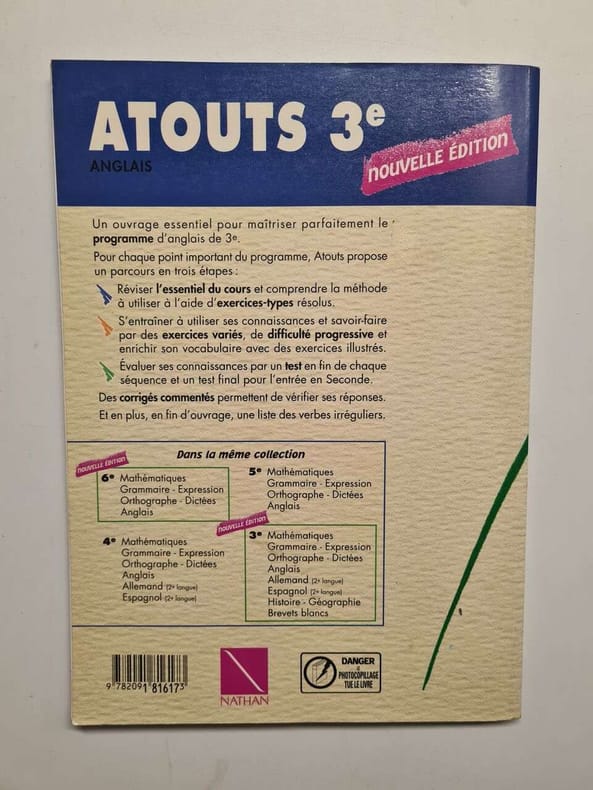 ATOUTS 3e
ANGLAIS
NOUVELLE ÉDITION
Un ouvrage essentiel pour maîtriser parfaitement le
programme d'anglais de 3e.
Pour chaque point important du programme, Atouts propose
un parcours en trois étapes :
Réviser l'essentiel du cours et comprendre la méthode
à utiliser à l'aide d'exercices-types résolus.
S'entraîner à utiliser ses connaissances et savoir-faire
par des exercices variés, de difficulté progressive et
enrichir son vocabulaire avec des exercices illustrés.
Évaluer ses connaissances par un test en fin de chaque
séquence et un test final pour l'entrée en Seconde.
Des corrigés commentés permettent de vérifier ses réponses.
Et en plus, en fin d'ouvrage, une liste des verbes irréguliers.
Dans la même collection
NOUVELLE ÉDITION
6e Mathématiques
Grammaire - Expression
Orthographe - Dictées
Anglais
5e Mathématiques
Grammaire - Expression
Orthographe - Dictées
Anglais
4e Mathématiques
Grammaire - Expression
Orthographe - Dictées
Anglais
Allemand (2e langue)
Espagnol (2e langue)
NOUVELLE ÉDITION
3e Mathématiques
Grammaire - Expression
Orthographe - Dictées
Anglais
Allemand (2e langue)
Espagnol (2e langue)
Histoire - Géographie
Brevets blancs
9 782091 816173
NATHAN
DANGER
LE
PHOTOCOPILLAGE
TUE LE LIVRE